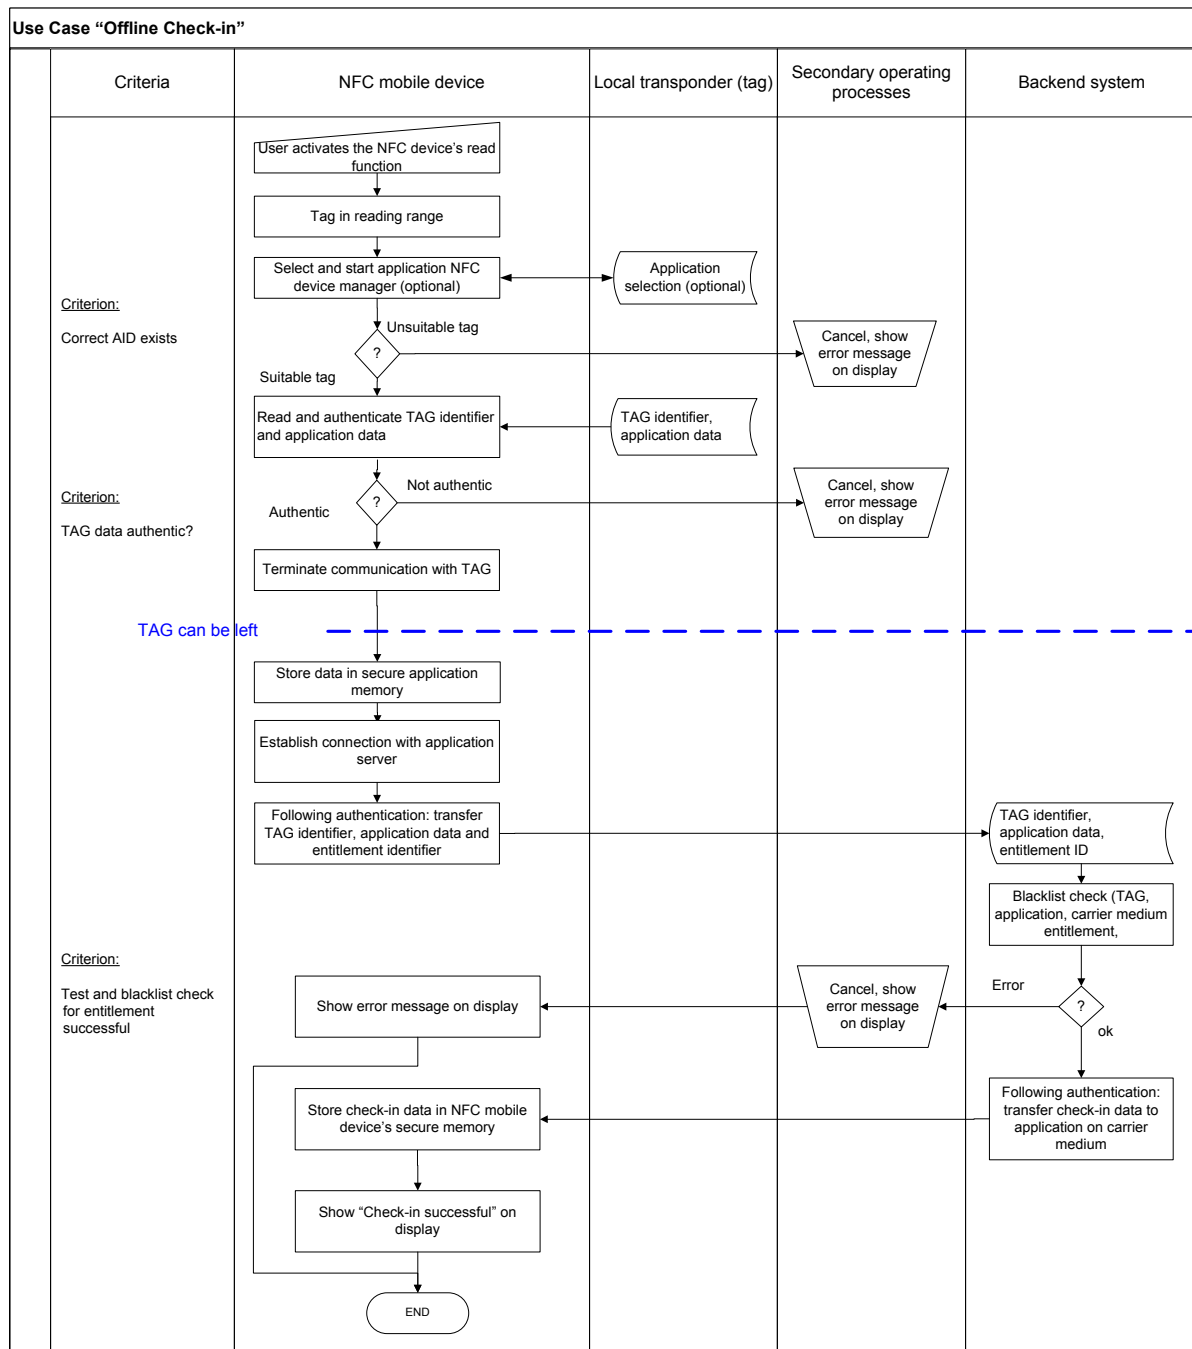 Use Case “Offline Check-in”
Criteria
NFC mobile device
Local transponder (tag)
Secondary operating
processes
Backend system
User activates the NFC device’s read
function
Tag in reading range
Select and start application NFC
device manager (optional)
Application
selection (optional)
Criterion:
Correct AID exists
Unsuitable tag
?
Cancel, show
error message
on display
Suitable tag
Read and authenticate TAG identifier
and application data
TAG identifier,
application data
Criterion:
TAG data authentic?
Not authentic
?
Cancel, show
error message
on display
Authentic
Terminate communication with TAG
TAG can be left
Store data in secure application
memory
Establish connection with application
server
Following authentication: transfer
TAG identifier, application data and
entitlement identifier
TAG identifier,
application data,
entitlement ID
Blacklist check (TAG,
application, carrier medium
entitlement,
Criterion:
Test and blacklist check
for entitlement
successful
Show error message on display
Cancel, show
error message
on display
Error
?
ok
Store check-in data in NFC mobile
device’s secure memory
Following authentication:
transfer check-in data to
application on carrier
medium
Show “Check-in successful” on
display
END